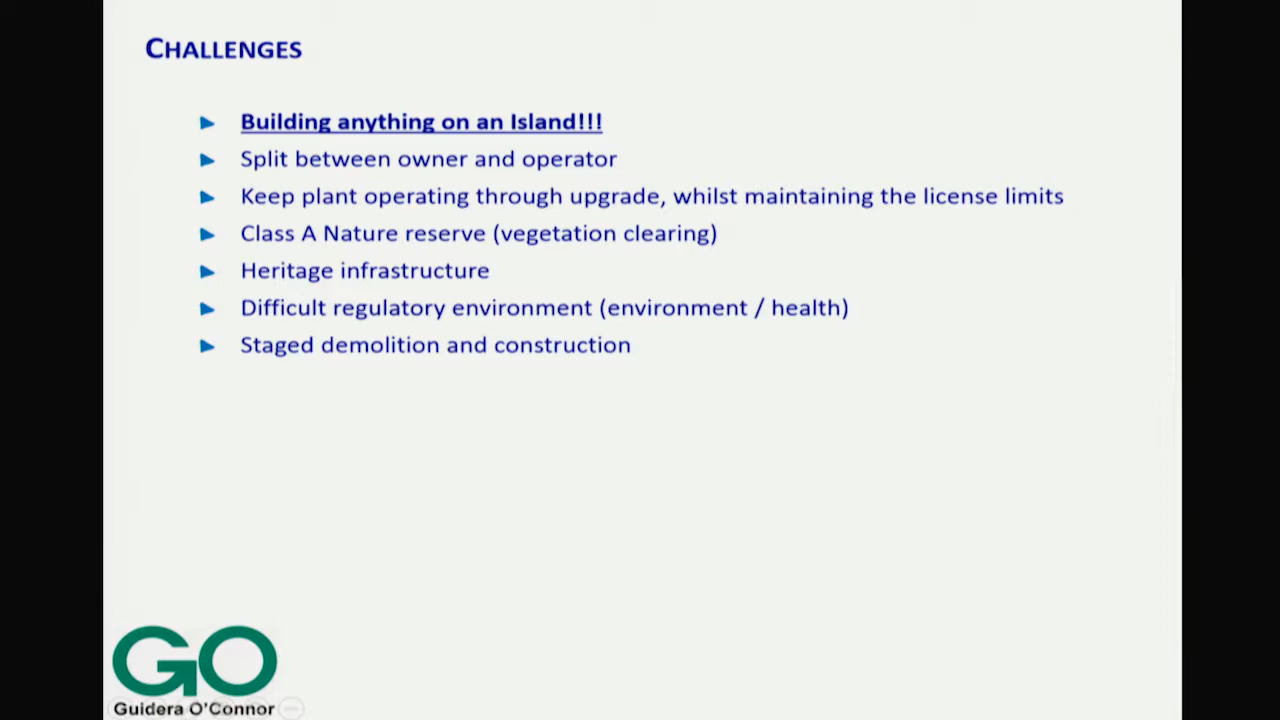 CHALLENGES
Building anything on an Island!!!
Split between owner and operator
Keep plant operating through upgrade, whilst maintaining the license limits
Class A Nature reserve (vegetation clearing)
Heritage infrastructure
Difficult regulatory environment (environment / health)
Staged demolition and construction
GO
Guidera O'Connor